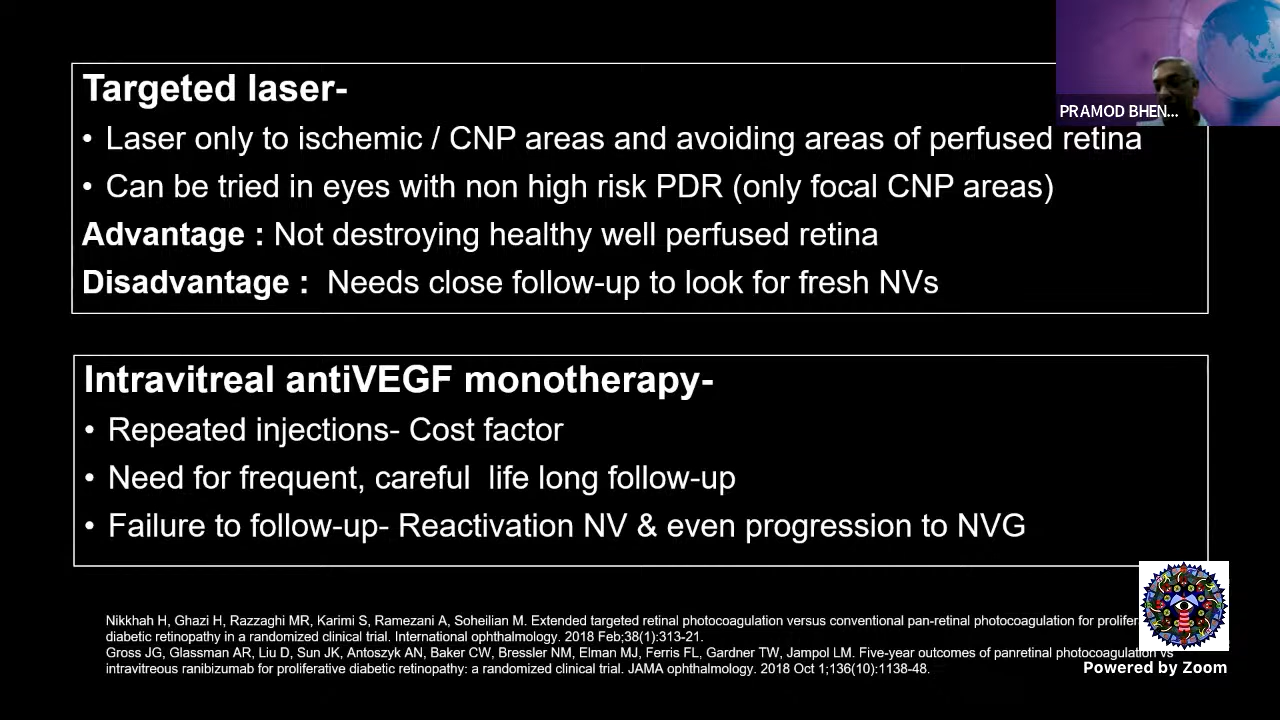 Targeted laser-
• Laser only to ischemic / CNP areas and avoiding areas of perfused retina
• Can be tried in eyes with non high risk PDR (only focal CNP areas)
Advantage : Not destroying healthy well perfused retina
Disadvantage : Needs close follow-up to look for fresh NVs
PRAMOD BHEN...
Intravitreal antiVEGF monotherapy-
• Repeated injections- Cost factor
• Need for frequent, careful life long follow-up
• Failure to follow-up- Reactivation NV & even progression to NVG
Nikkhah H, Ghazi H, Razzaghi MR, Karimi S, Ramezani A, Soheilian M. Extended targeted retinal photocoagulation versus conventional pan-retinal photocoagulation for prolifer
diabetic retinopathy in a randomized clinical trial. International ophthalmology. 2018 Feb;38(1):313-21.
Gross JG, Glassman AR, Liu D, Sun JK, Antoszyk AN, Baker CW, Bressler NM, Elman MJ, Ferris FL, Gardner TW, Jampol LM. Five-year outcomes of panretinal photocoagulation vs
intravitreous ranibizumab for proliferative diabetic retinopathy: a randomized clinical trial. JAMA ophthalmology. 2018 Oct 1;136(10):1138-48.
Powered by Zoom